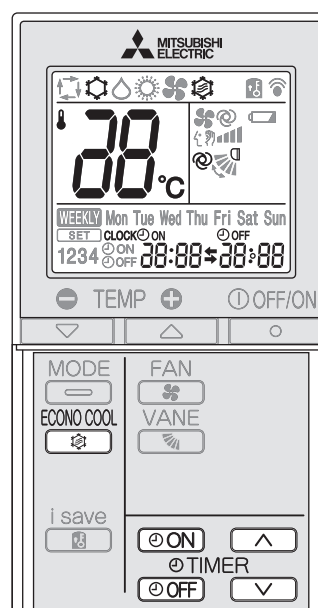 MITSUBISHI
ELECTRIC
88 °C
WEEKLY Mon Tue Wed Thu Fri Sat Sun
SET CLOCK ON OFF
1234 ON OFF 88:88 88:88
TEMP OFF/ON
MODE FAN
ECONO COOL VANE
i save
ON
TIMER
OFF